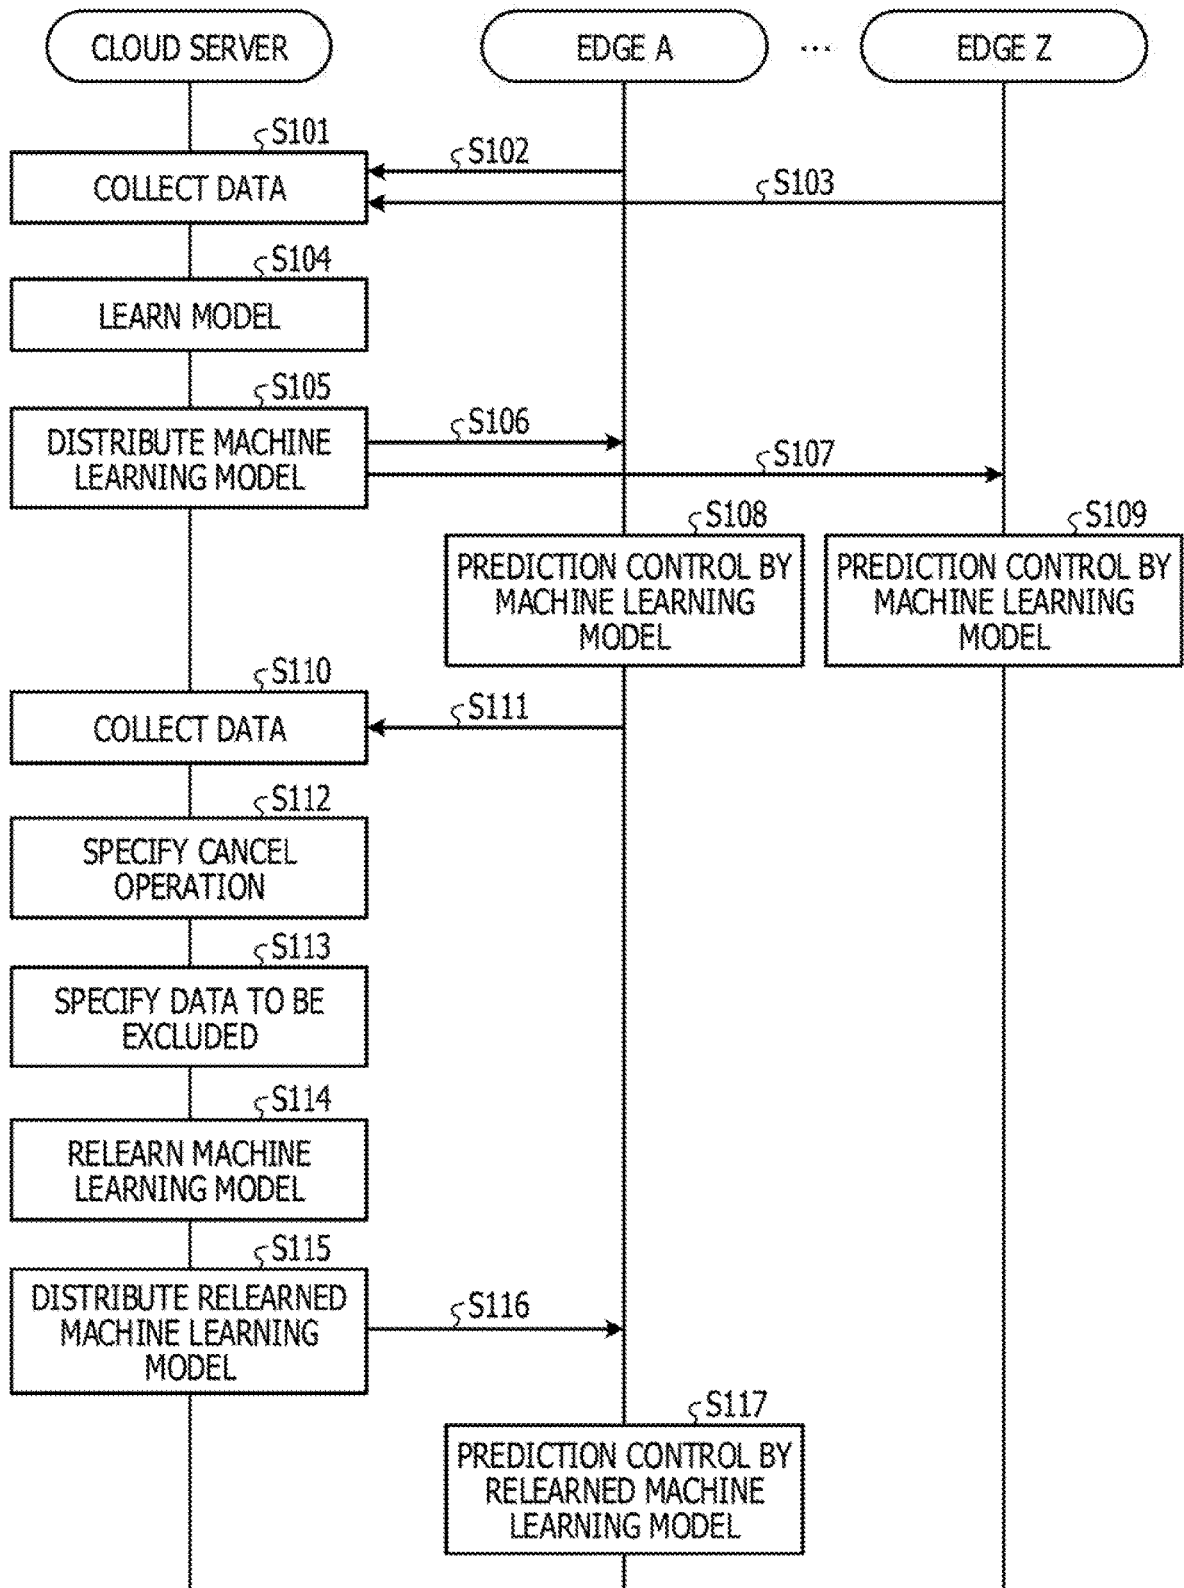 CLOUD SERVER
EDGE A
...
EDGE Z
S101
COLLECT DATA
S102
S103
S104
LEARN MODEL
S105
DISTRIBUTE MACHINE
LEARNING MODEL
S106
S107
S108
PREDICTION CONTROL BY
MACHINE LEARNING
MODEL
S109
PREDICTION CONTROL BY
MACHINE LEARNING
MODEL
S110
COLLECT DATA
S111
S112
SPECIFY CANCEL
OPERATION
S113
SPECIFY DATA TO BE
EXCLUDED
S114
RELEARN MACHINE
LEARNING MODEL
S115
DISTRIBUTE RELEARNED
MACHINE LEARNING
MODEL
S116
S117
PREDICTION CONTROL BY
RELEARNED MACHINE
LEARNING MODEL